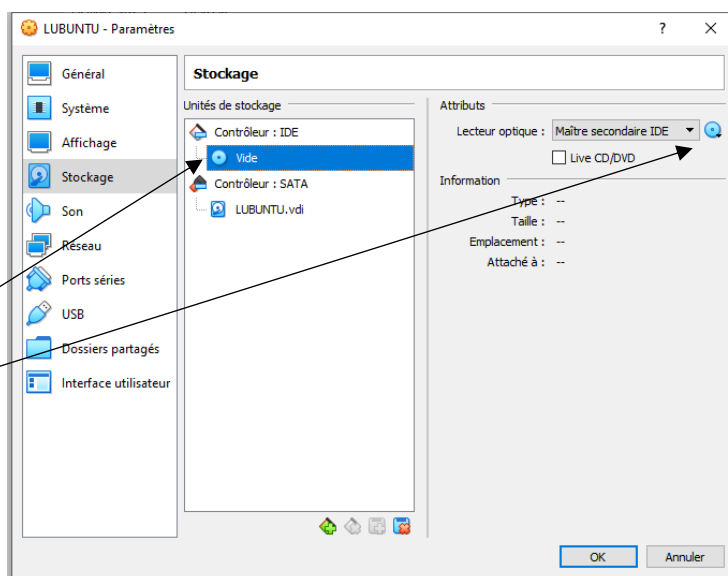 LUBUNTU - Paramètres ? ×
Général
Système
Affichage
Stockage
Son
Réseau
Ports séries
USB
Dossiers partagés
Interface utilisateur
Stockage
Unités de stockage
Contrôleur : IDE
Vide
Contrôleur : SATA
LUBUNTU.vdi
Attributs
Lecteur optique : Maître secondaire IDE
Live CD/DVD
Information
Type : --
Taille : --
Emplacement : --
Attaché à : --
OK Annuler